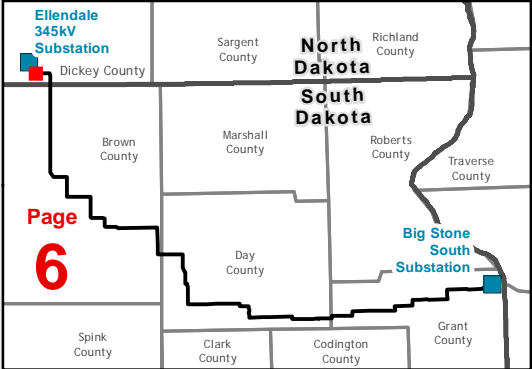 Ellendale
345kV
Substation
Dickey County
Sargent
County
North
Dakota
Richland
County
South
Dakota
Brown
County
Marshall
County
Roberts
County
Traverse
County
Page
6
Big Stone
South
Substation
Day
County
Spink
County
Clark
County
Codington
County
Grant
County